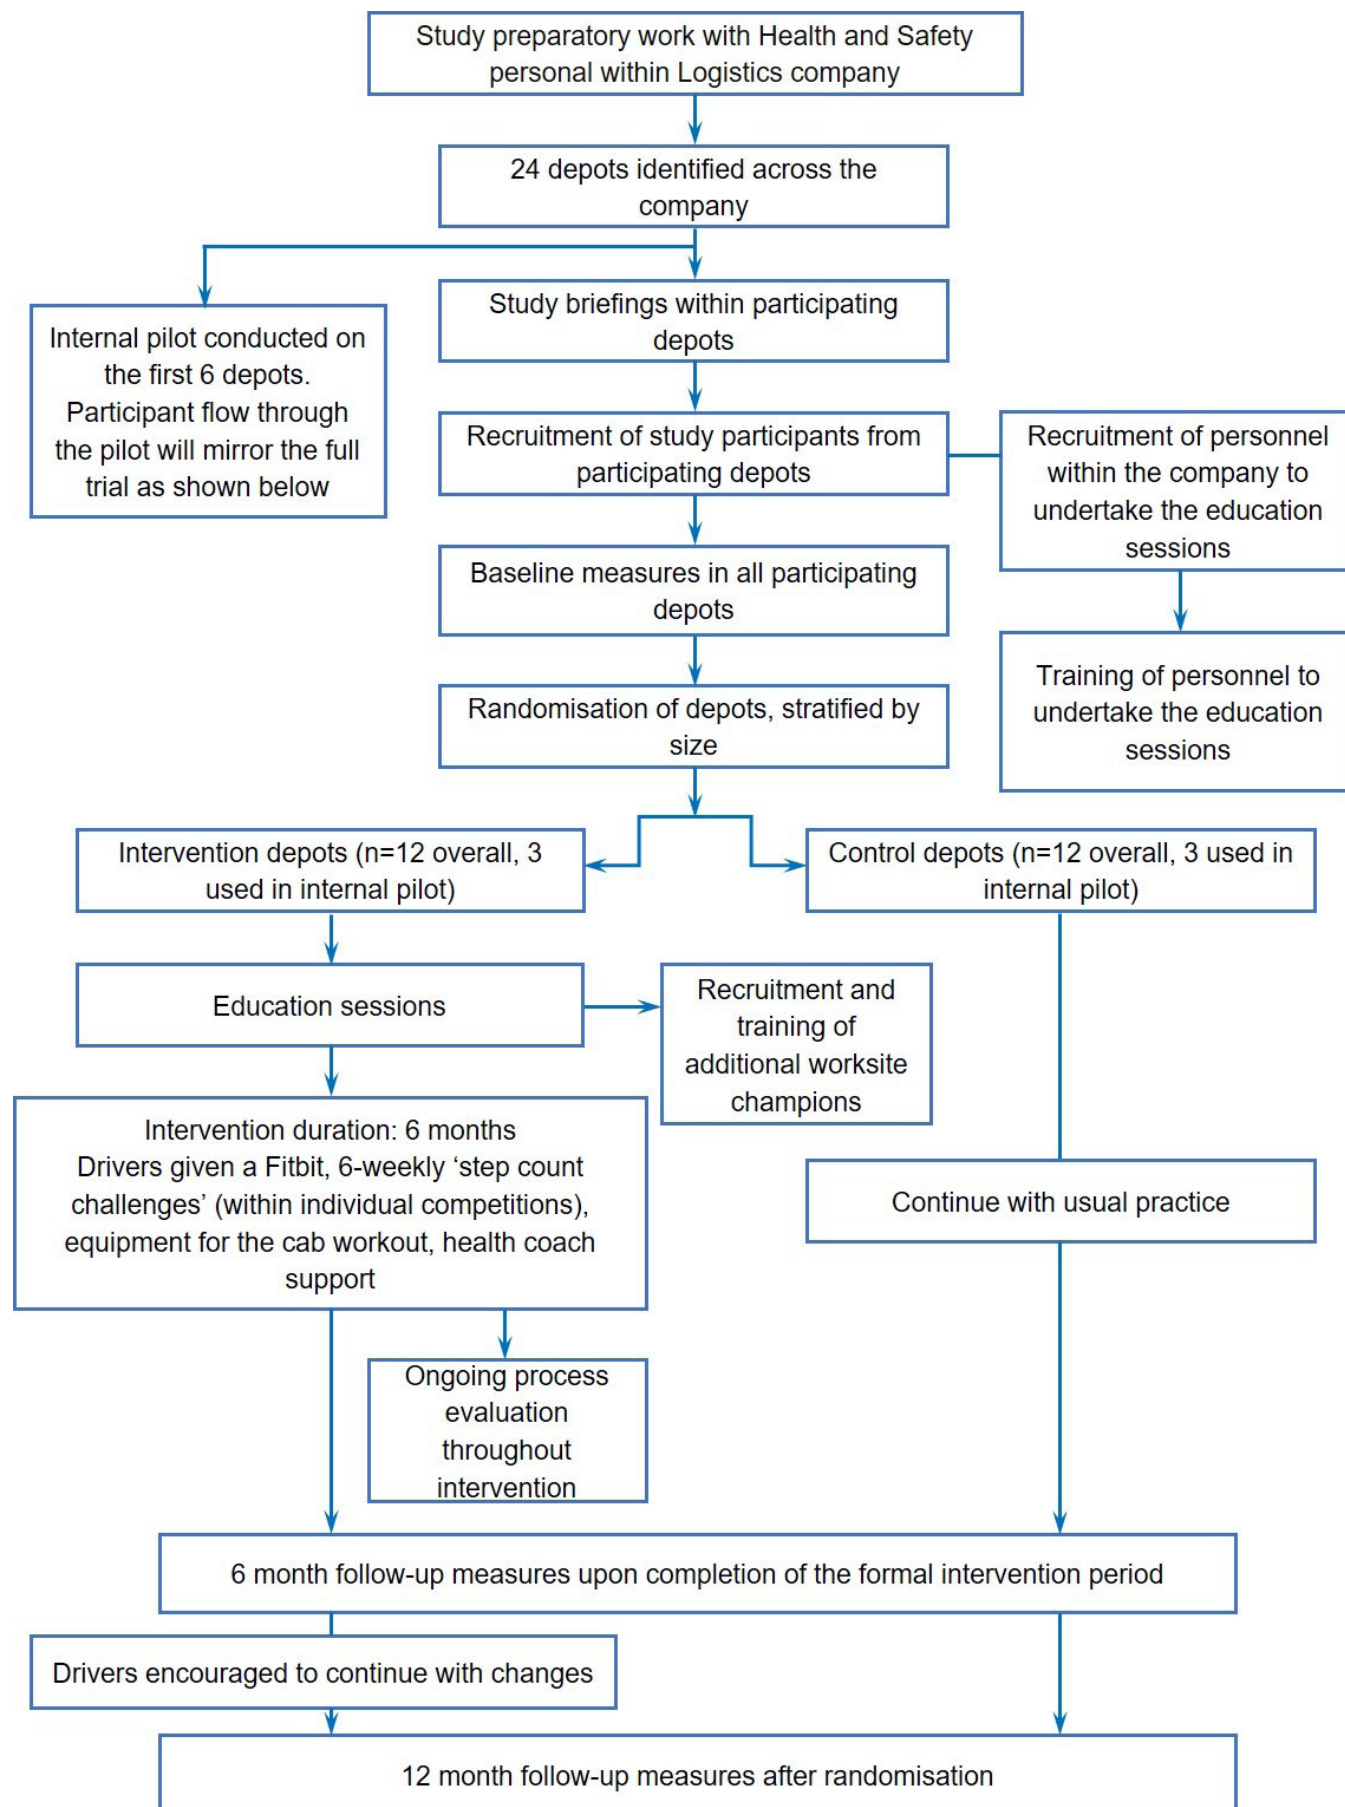 Study preparatory work with Health and Safety
personal within Logistics company
24 depots identified across the
company
Internal pilot conducted on
the first 6 depots.
Participant flow through
the pilot will mirror the full
trial as shown below
Study briefings within participating
depots
Recruitment of study participants from
participating depots
Recruitment of personnel
within the company to
undertake the education
sessions
Baseline measures in all participating
depots
Training of personnel to
undertake the education
sessions
Randomisation of depots, stratified by
size
Intervention depots (n=12 overall, 3
used in internal pilot)
Control depots (n=12 overall, 3 used in
internal pilot)
Education sessions
Recruitment and
training of
additional worksite
champions
Intervention duration: 6 months
Drivers given a Fitbit, 6-weekly ‘step count
challenges’ (within individual competitions),
equipment for the cab workout, health coach
support
Continue with usual practice
Ongoing process
evaluation
throughout
intervention
6 month follow-up measures upon completion of the formal intervention period
Drivers encouraged to continue with changes
12 month follow-up measures after randomisation